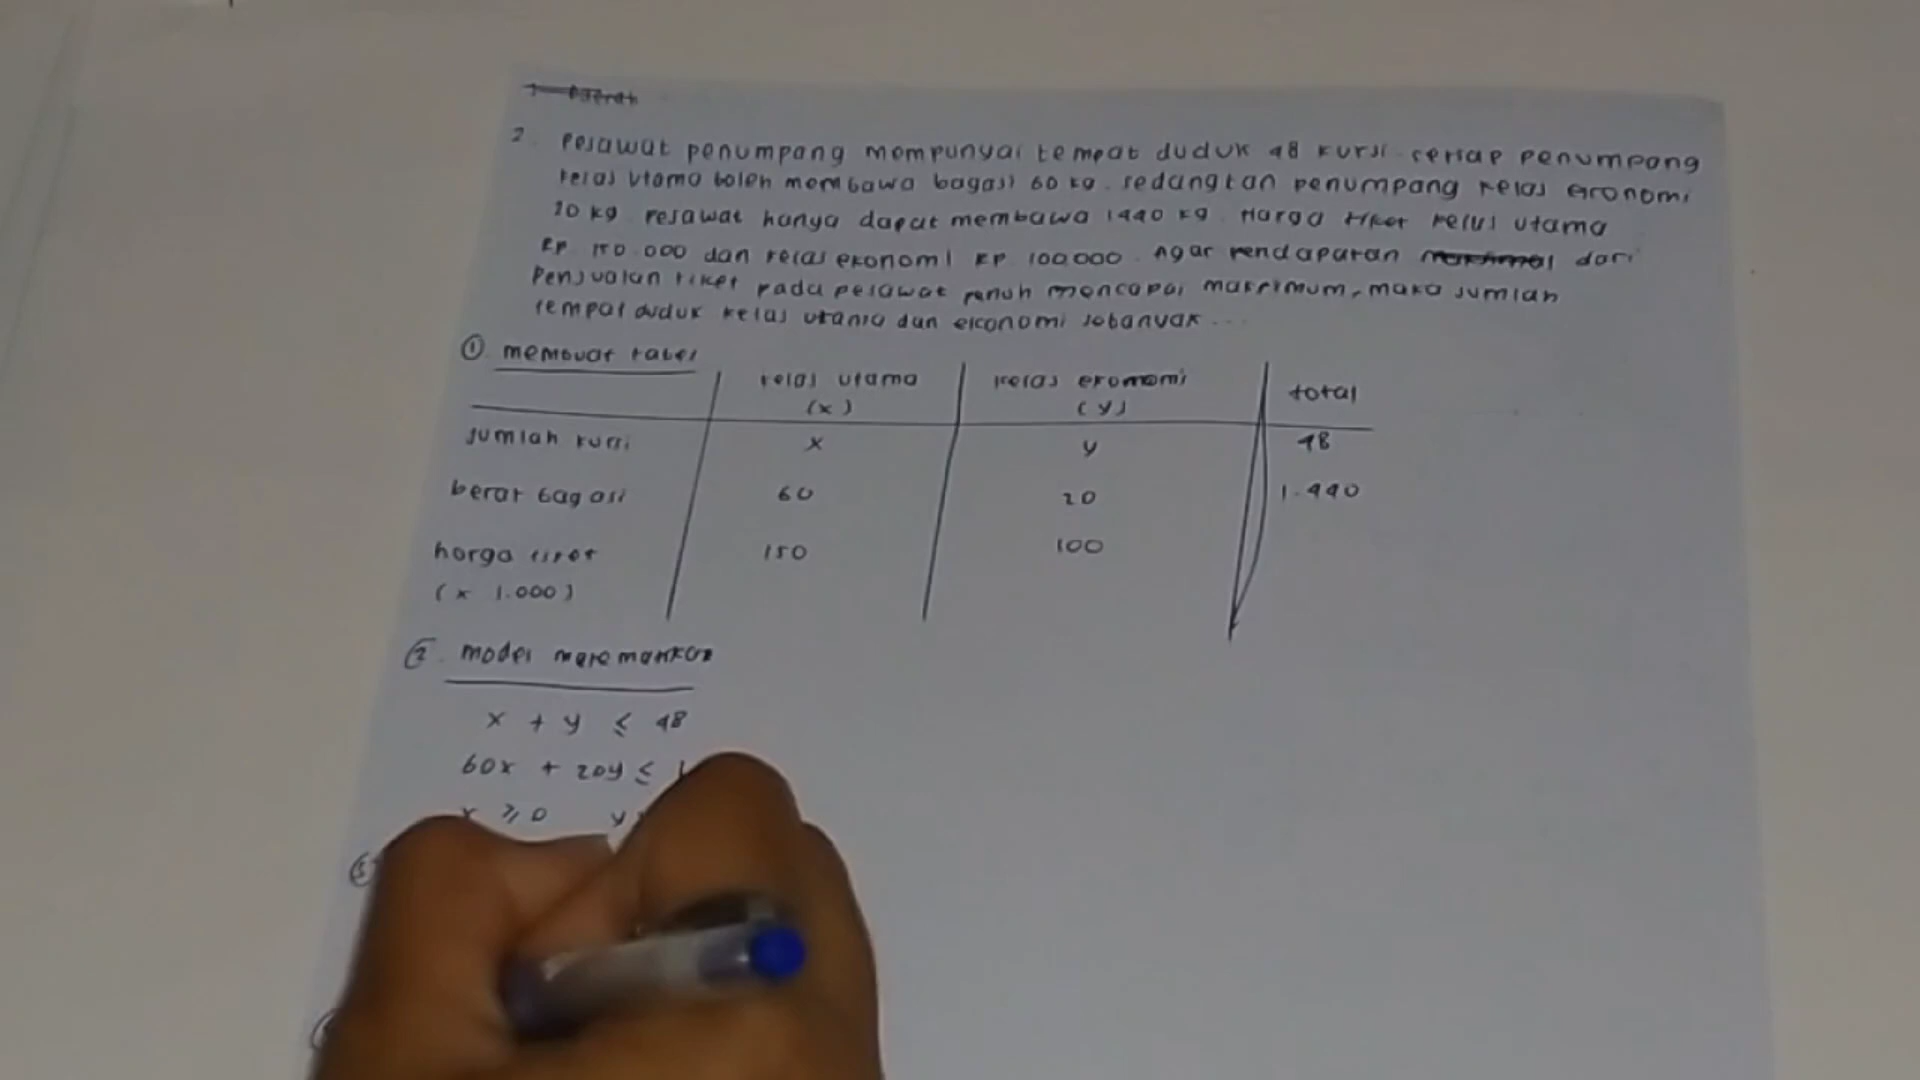 2. Pesawat penumpang mempunyai tempat duduk 48 kursi. setiap penumpang
kelas utama boleh membawa bagasi 60 kg. sedangkan penumpang kelas ekonomi
20 kg. pesawat hanya dapat membawa 1440 kg. Harga tiket kelas utama
Rp. 150.000 dan kelas ekonomi Rp. 100.000. Agar pendapatan dari
Penjualan tiket pada pesawat penuh mencapai maksimum, maka jumlah
tempat duduk kelas utama dan ekonomi sebanyak ...
① membuat tabel
kelas utama (x) kelas ekonomi (y) total
jumlah kursi x y 48
berat bagasi 60 20 1.440
harga tiket 150 100
(x 1.000)
②. model matematika
x + y ≤ 48
60x + 20y ≤ 1
x ≥ 0 y
③